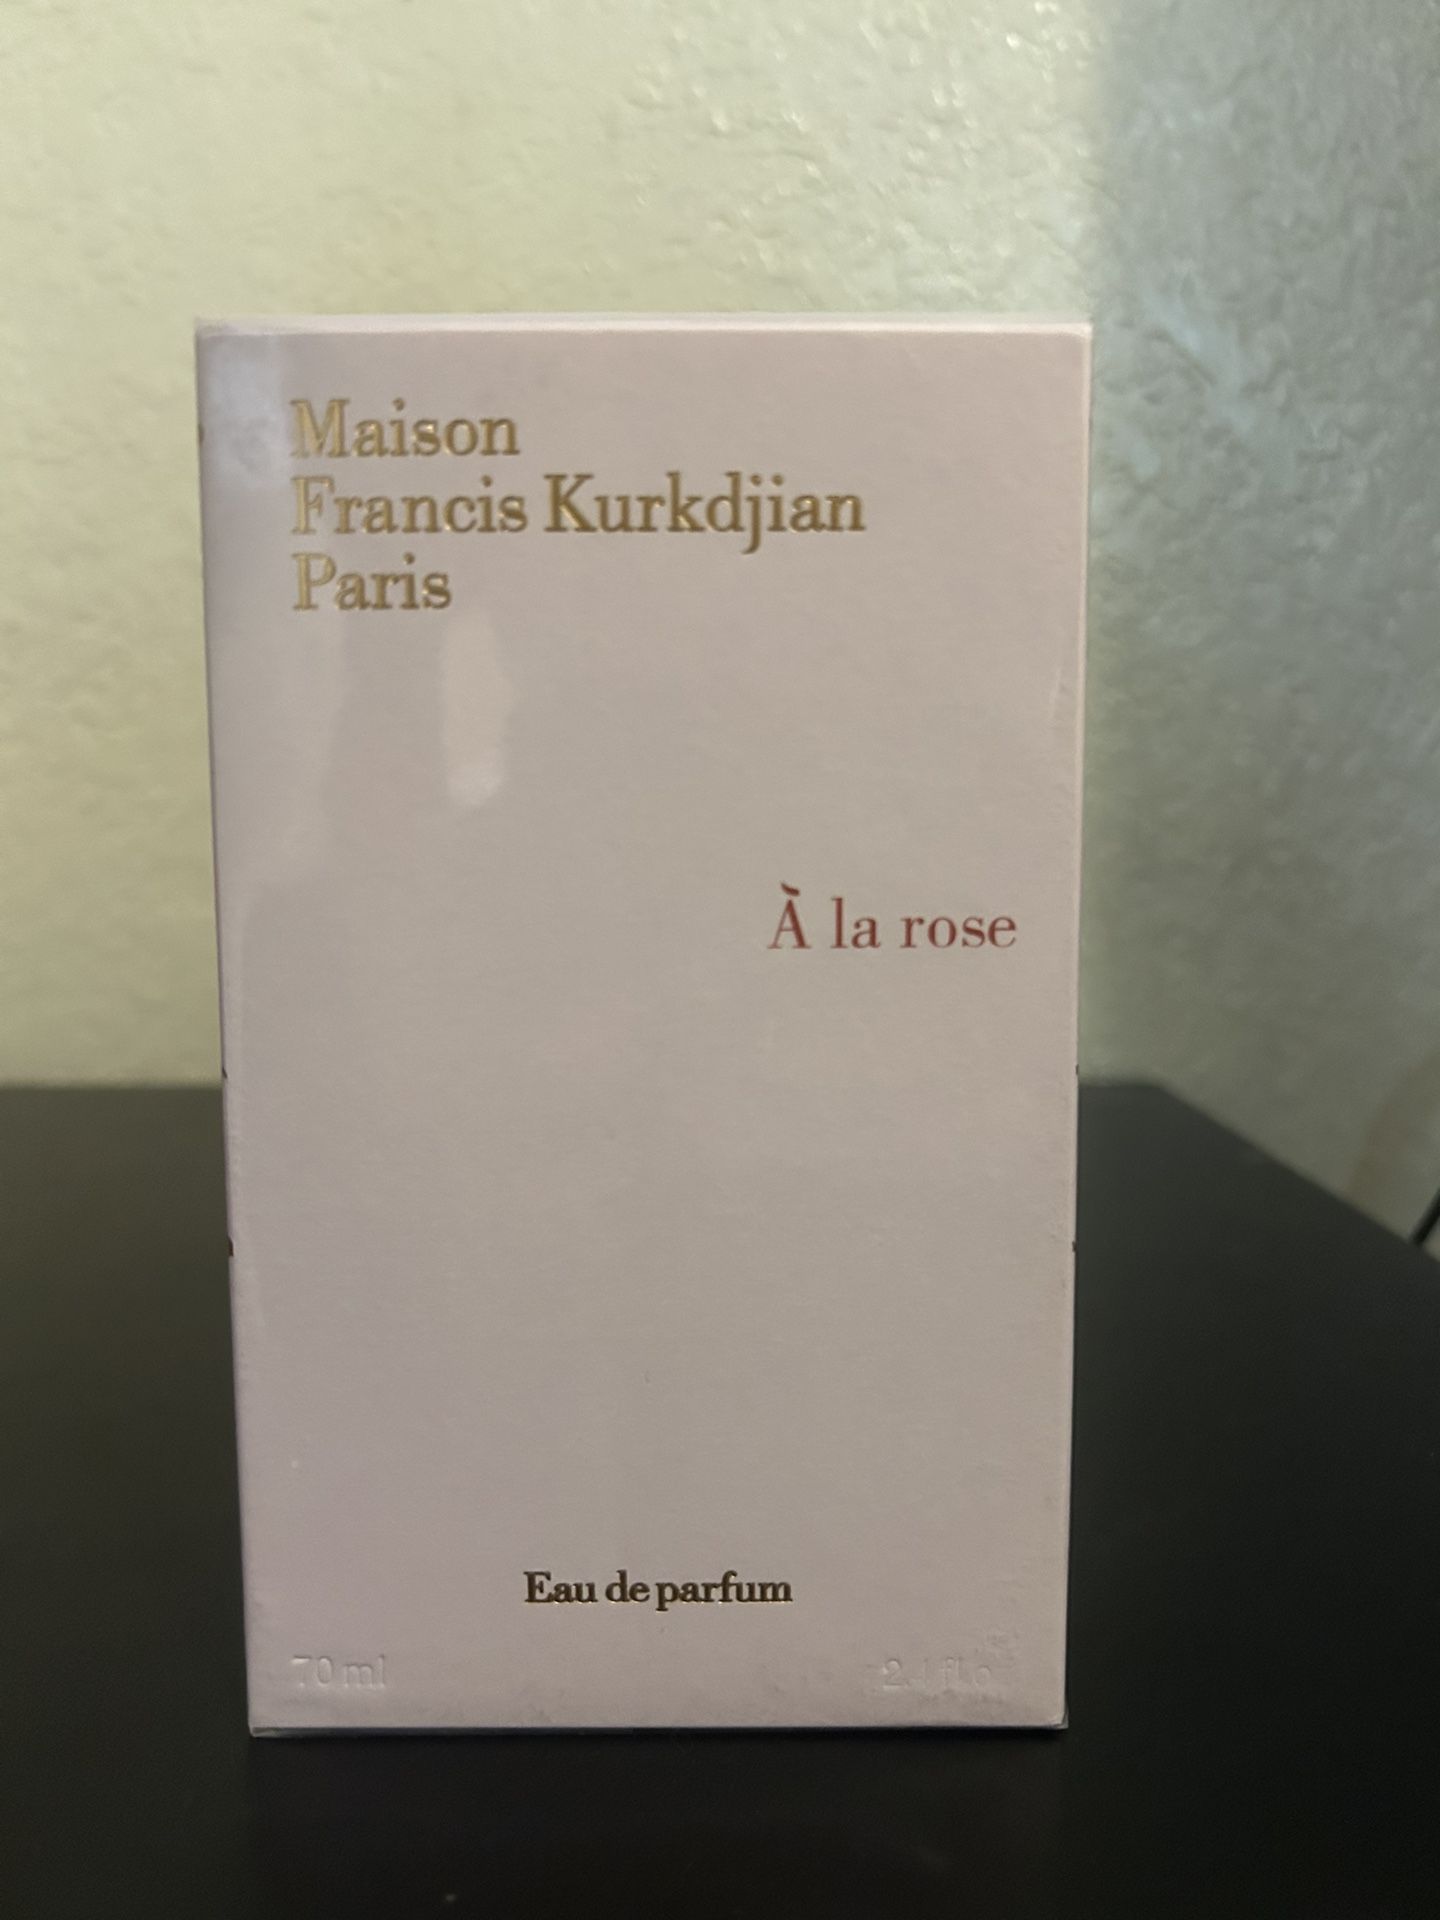 Maison
Francis Kurkdjian
Paris
À la rose
Eau de parfum
70 ml